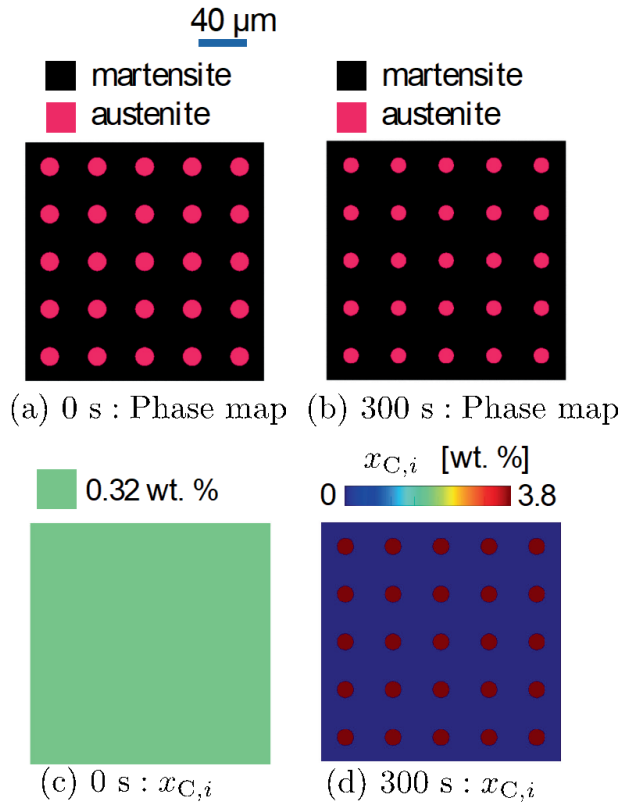 40 µm
martensite
austenite
martensite
austenite
(a) 0 s : Phase map
(b) 300 s : Phase map
0.32 wt. %
x_C,i [wt. %]
0 3.8
(c) 0 s : x_C,i
(d) 300 s : x_C,i